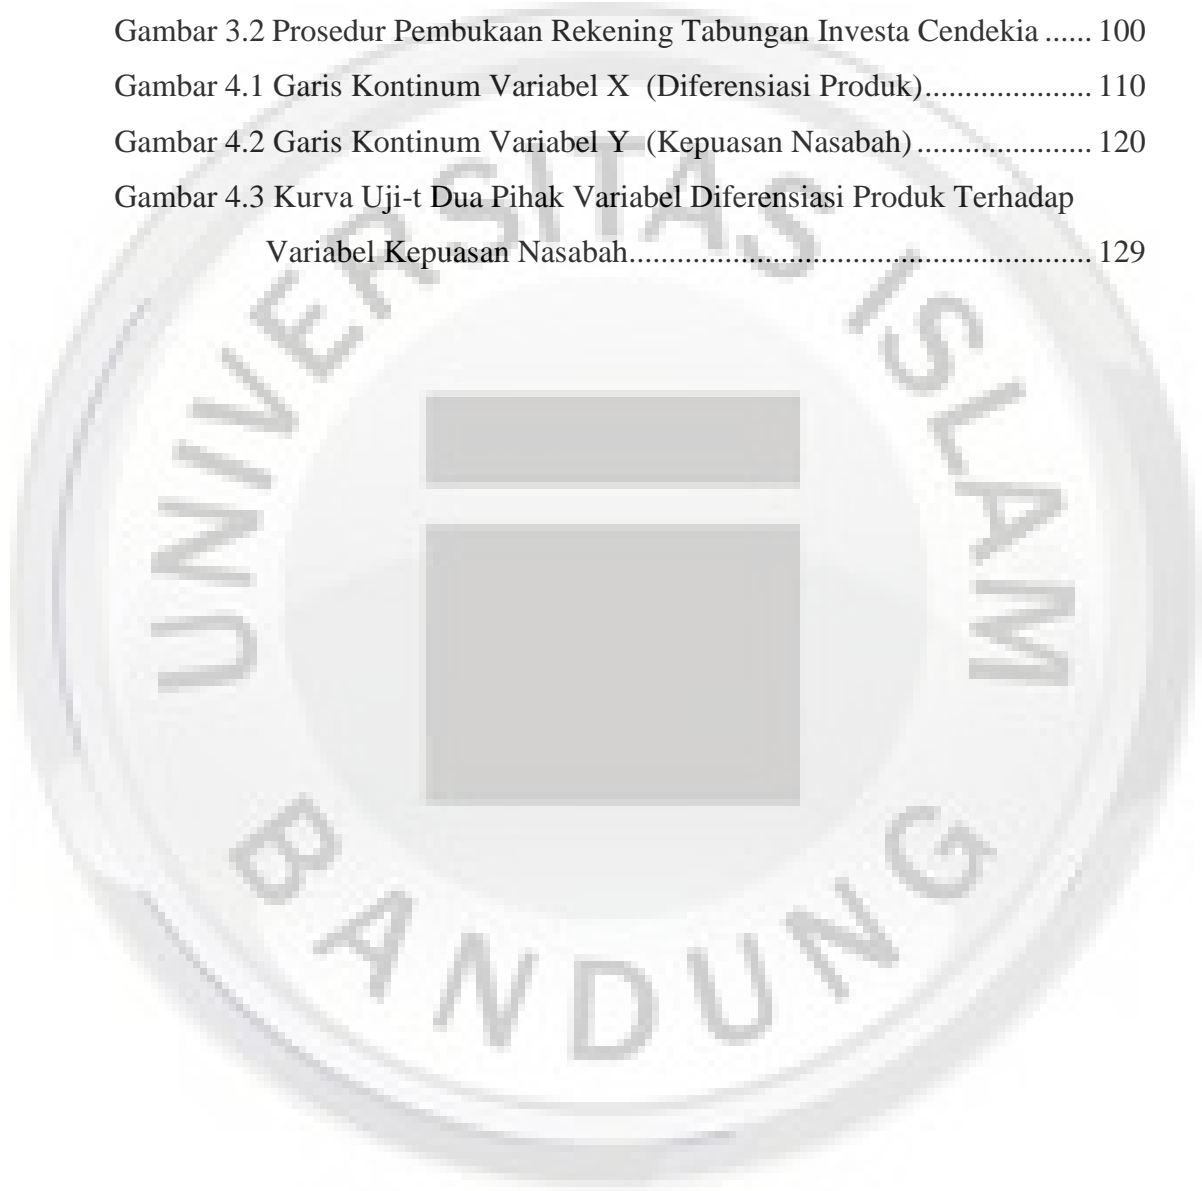 Gambar 3.2 Prosedur Pembukaan Rekening Tabungan Investa Cendekia ...... 100
Gambar 4.1 Garis Kontinum Variabel X (Diferensiasi Produk)..................... 110
Gambar 4.2 Garis Kontinum Variabel Y (Kepuasan Nasabah) ..................... 120
Gambar 4.3 Kurva Uji-t Dua Pihak Variabel Diferensiasi Produk Terhadap
Variabel Kepuasan Nasabah......................................................... 129
UNIVERSITAS ISLAM
BANDUNG